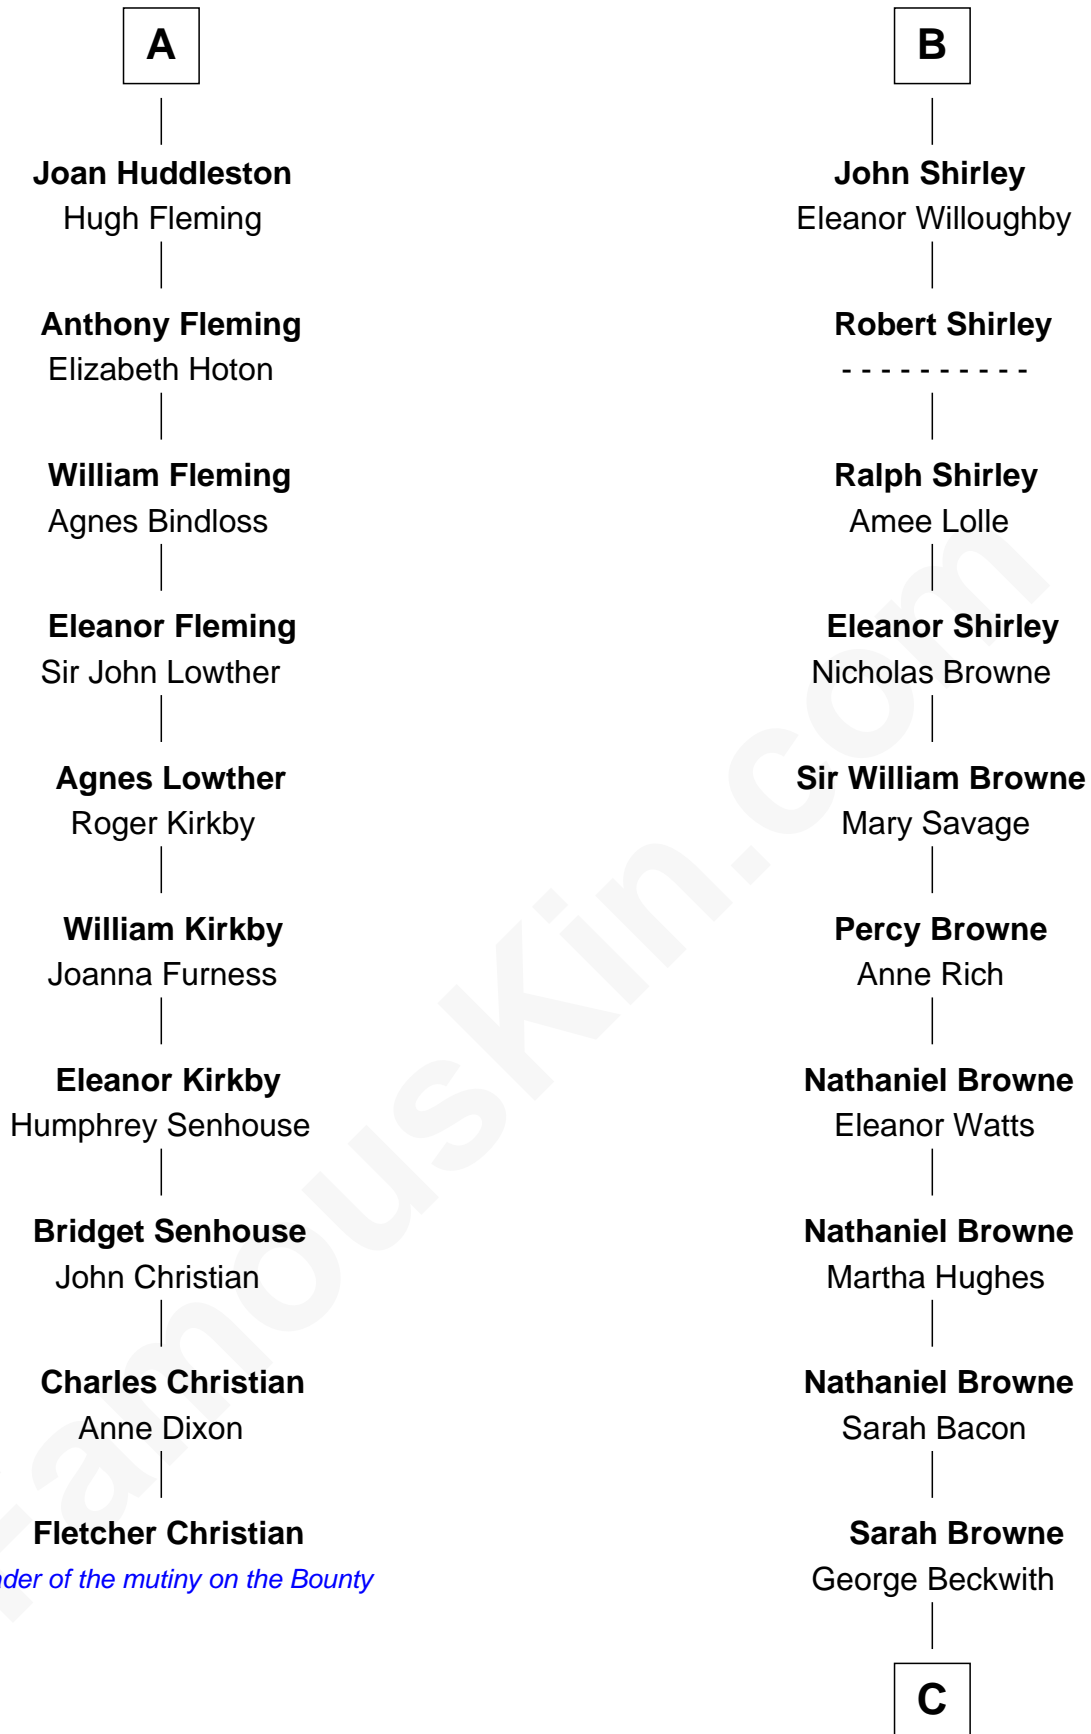 A
Joan Huddleston
Hugh Fleming
Anthony Fleming
Elizabeth Hoton
William Fleming
Agnes Bindloss
Eleanor Fleming
Sir John Lowther
Agnes Lowther
Roger Kirkby
William Kirkby
Joanna Furness
Eleanor Kirkby
Humphrey Senhouse
Bridget Senhouse
John Christian
Charles Christian
Anne Dixon
Fletcher Christian
of the mutiny on the Bounty
B
John Shirley
Eleanor Willoughby
Robert Shirley
- - - - - - - - - -
Ralph Shirley
Amee Lolle
Eleanor Shirley
Nicholas Browne
Sir William Browne
Mary Savage
Percy Browne
Anne Rich
Nathaniel Browne
Eleanor Watts
Nathaniel Browne
Martha Hughes
Nathaniel Browne
Sarah Bacon
Sarah Browne
George Beckwith
C
FamousKin.com